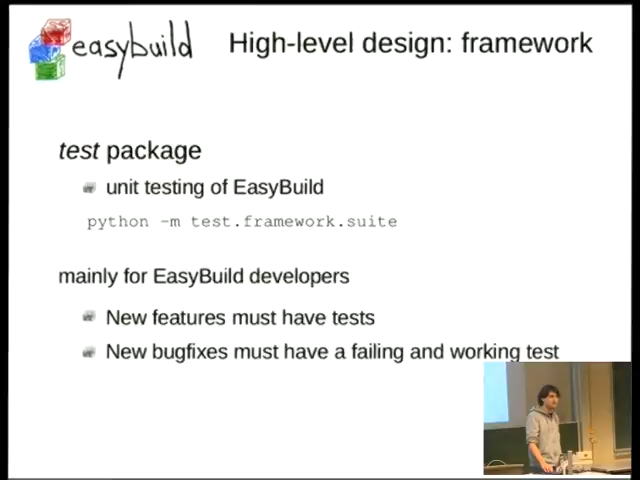 easybuild
High-level design: framework
test package
unit testing of EasyBuild
python -m test.framework.suite
mainly for EasyBuild developers
New features must have tests
New bugfixes must have a failing and working test